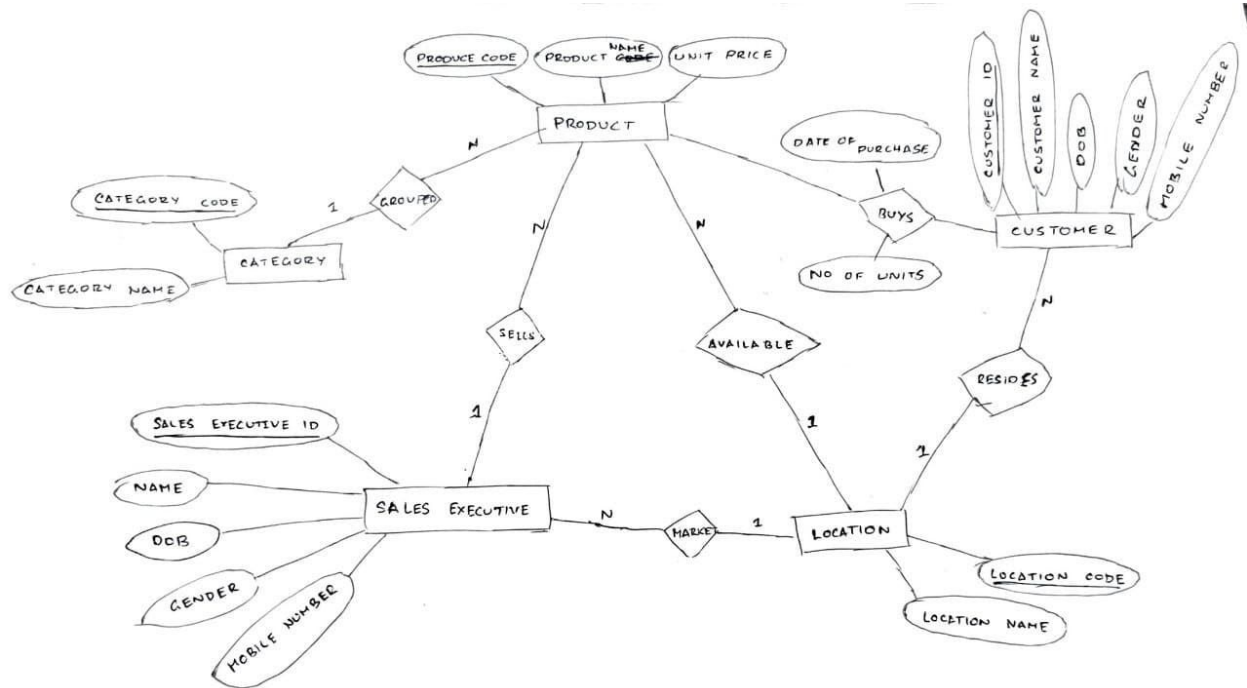 PRODUCE CODE
PRODUCT NAME
UNIT PRICE
PRODUCT
CUSTOMER ID
CUSTOMER NAME
DOB
GENDER
MOBILE NUMBER
DATE OF PURCHASE
N
GROUPED
1
CATEGORY CODE
CATEGORY
CATEGORY NAME
BUYS
CUSTOMER
NO OF UNITS
N
N
N
SELLS
AVAILABLE
RESIDES
1
1
1
SALES EXECUTIVE ID
NAME
SALES EXECUTIVE
DOB
GENDER
MOBILE NUMBER
N
MARKET
1
LOCATION
LOCATION CODE
LOCATION NAME